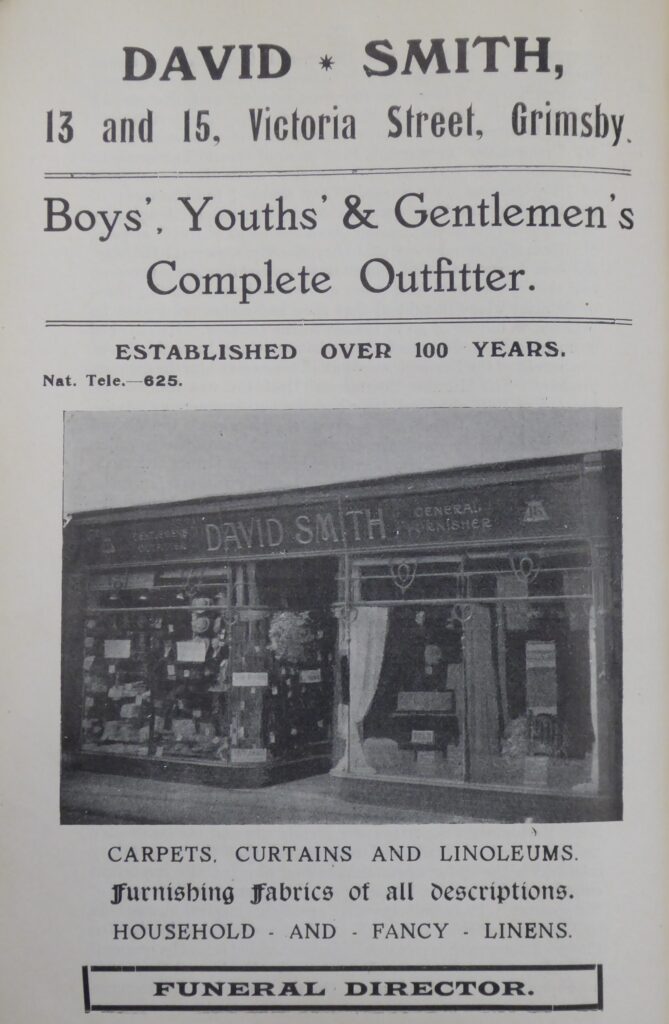 DAVID * SMITH,
13 and 15, Victoria Street, Grimsby.
Boys', Youths' & Gentlemen's
Complete Outfitter.
ESTABLISHED OVER 100 YEARS.
Nat. Tele.—625.
GENTLEMEN'S
OUTFITTER
DAVID SMITH
GENERAL
FURNISHER
CARPETS, CURTAINS AND LINOLEUMS.
Furnishing Fabrics of all descriptions.
HOUSEHOLD - AND - FANCY - LINENS.
FUNERAL DIRECTOR.